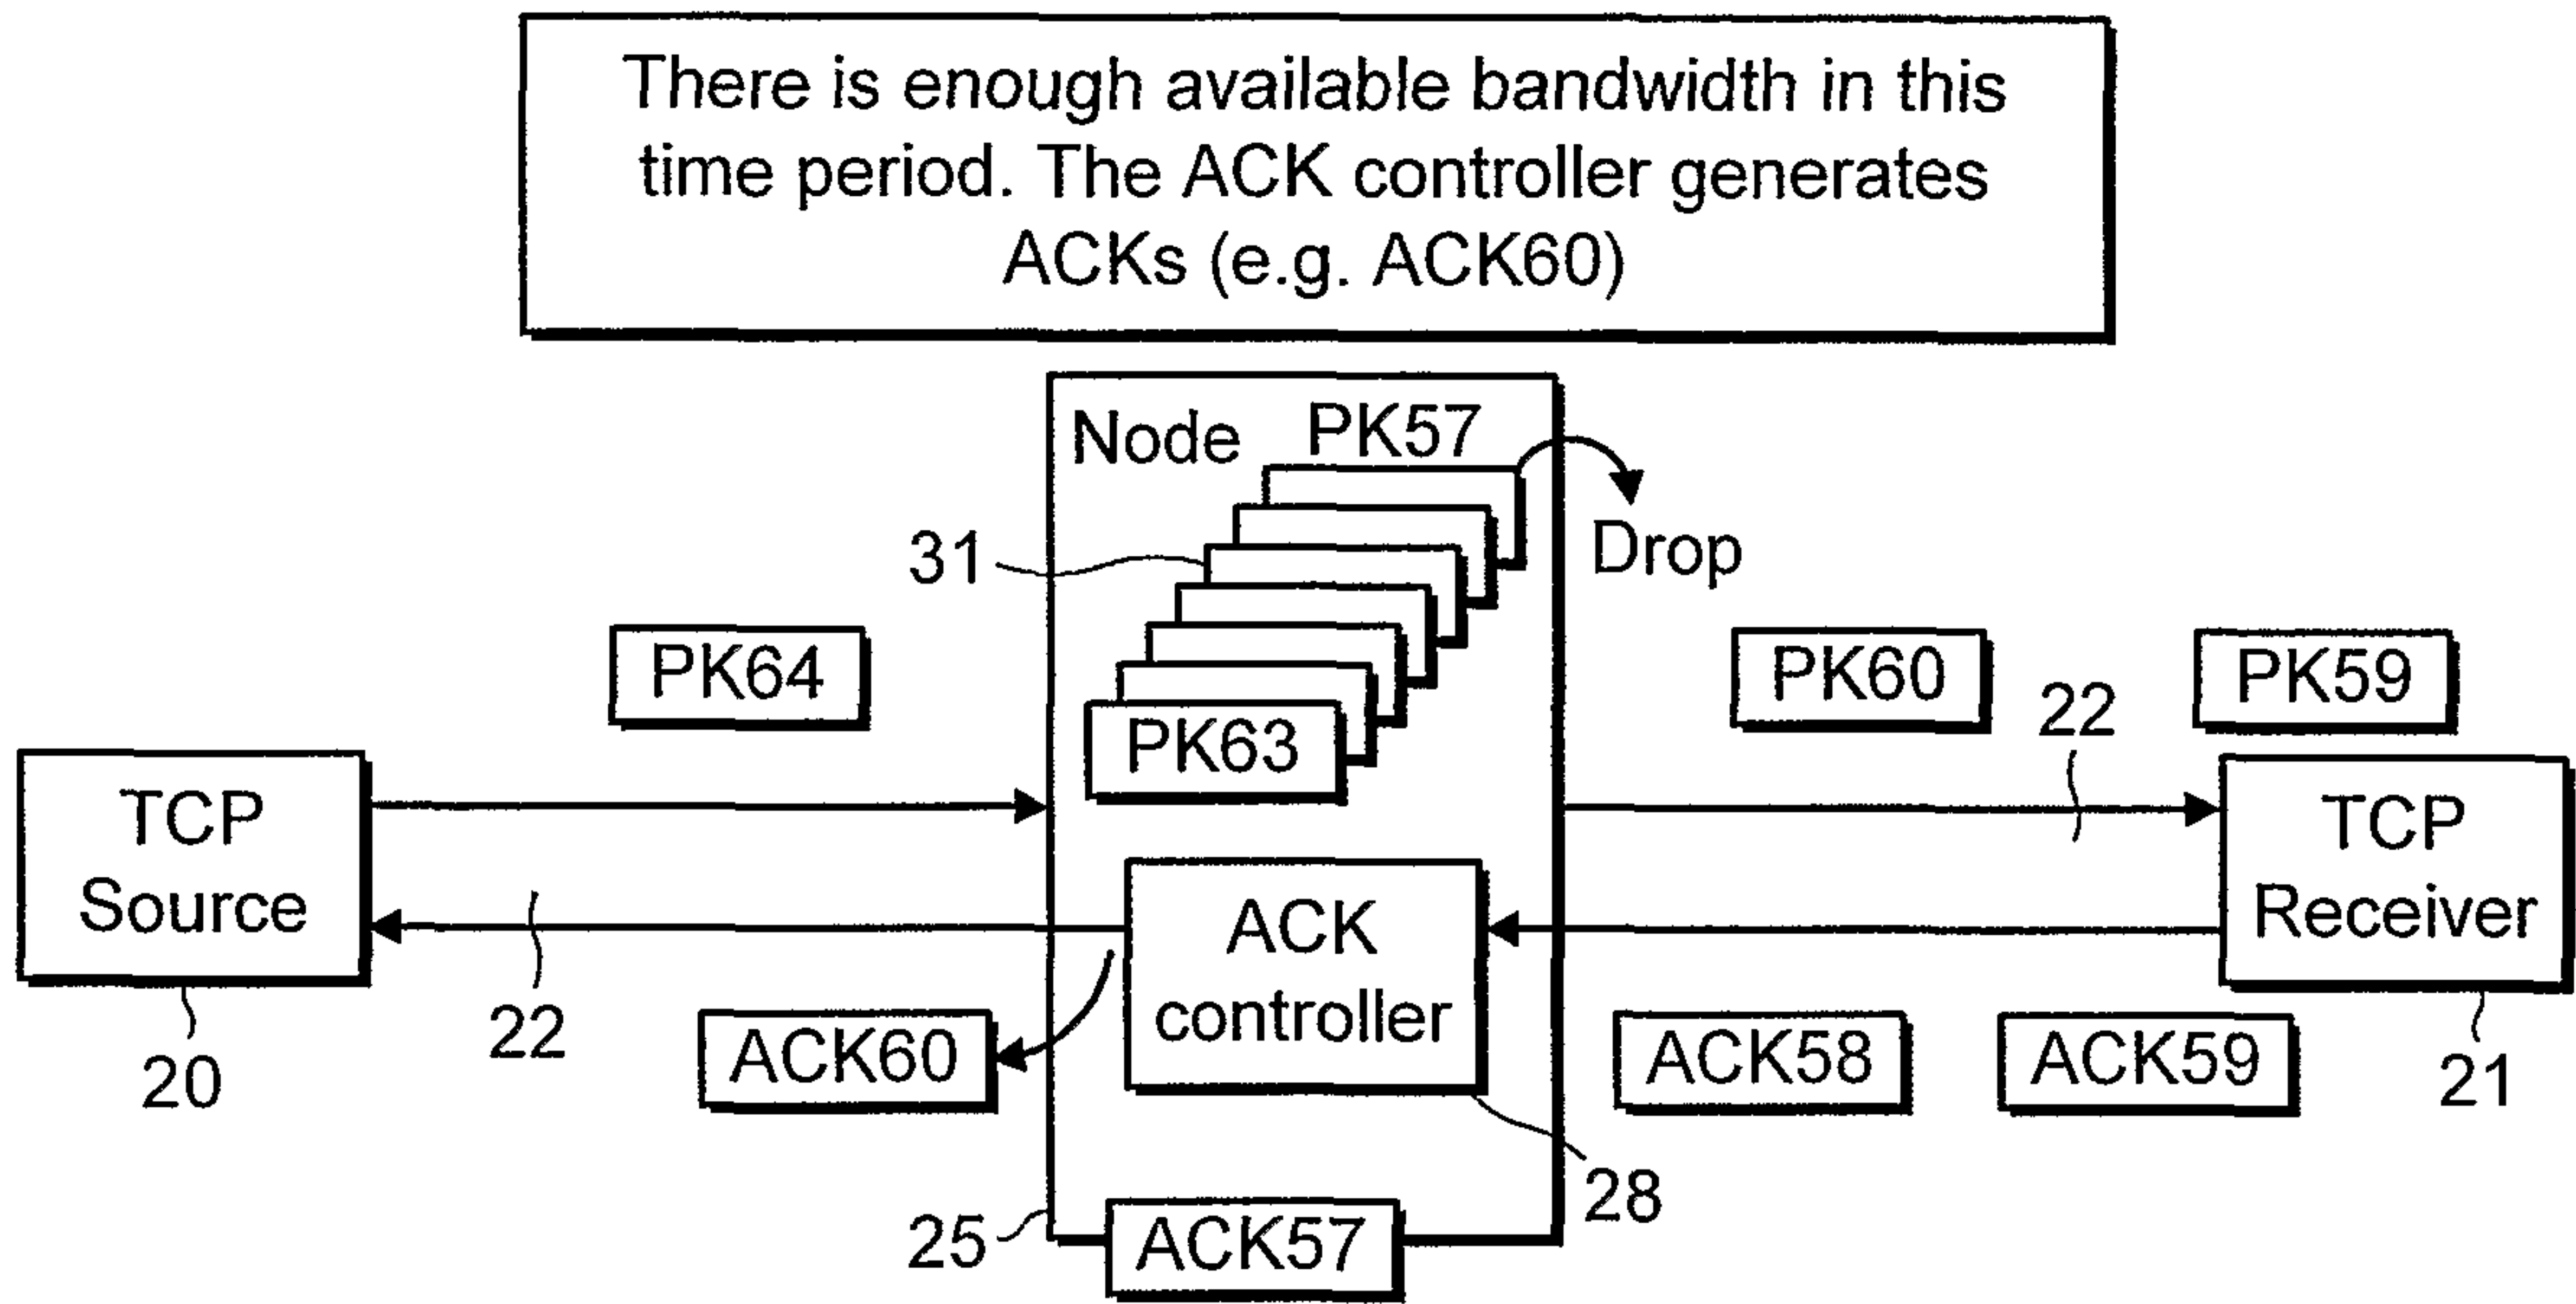 There is enough available bandwidth in this
time period. The ACK controller generates
ACKs (e.g. ACK60)
Node
PK57
31
Drop
PK64
PK60
PK59
22
PK63
TCP
Source
TCP
Receiver
ACK
controller
22
20
ACK60
ACK58
ACK59
21
28
25
ACK57